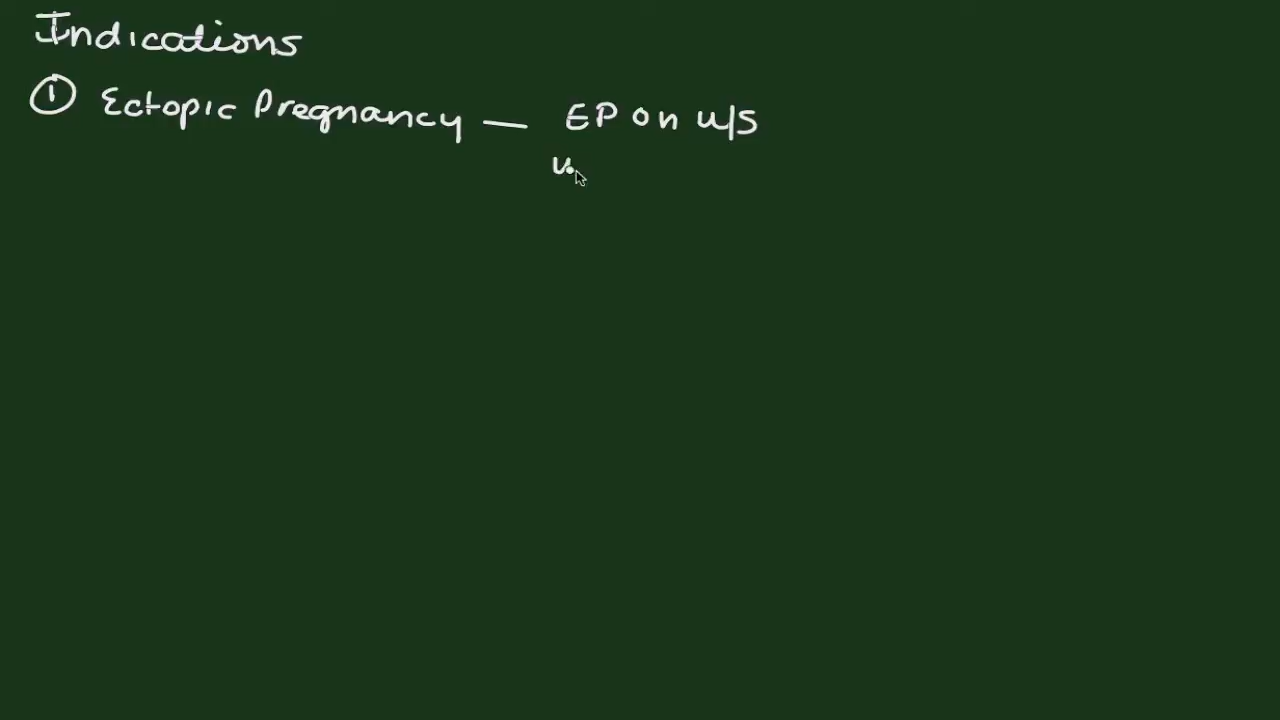 Indications
① Ectopic Pregnancy — EP on u/s
u